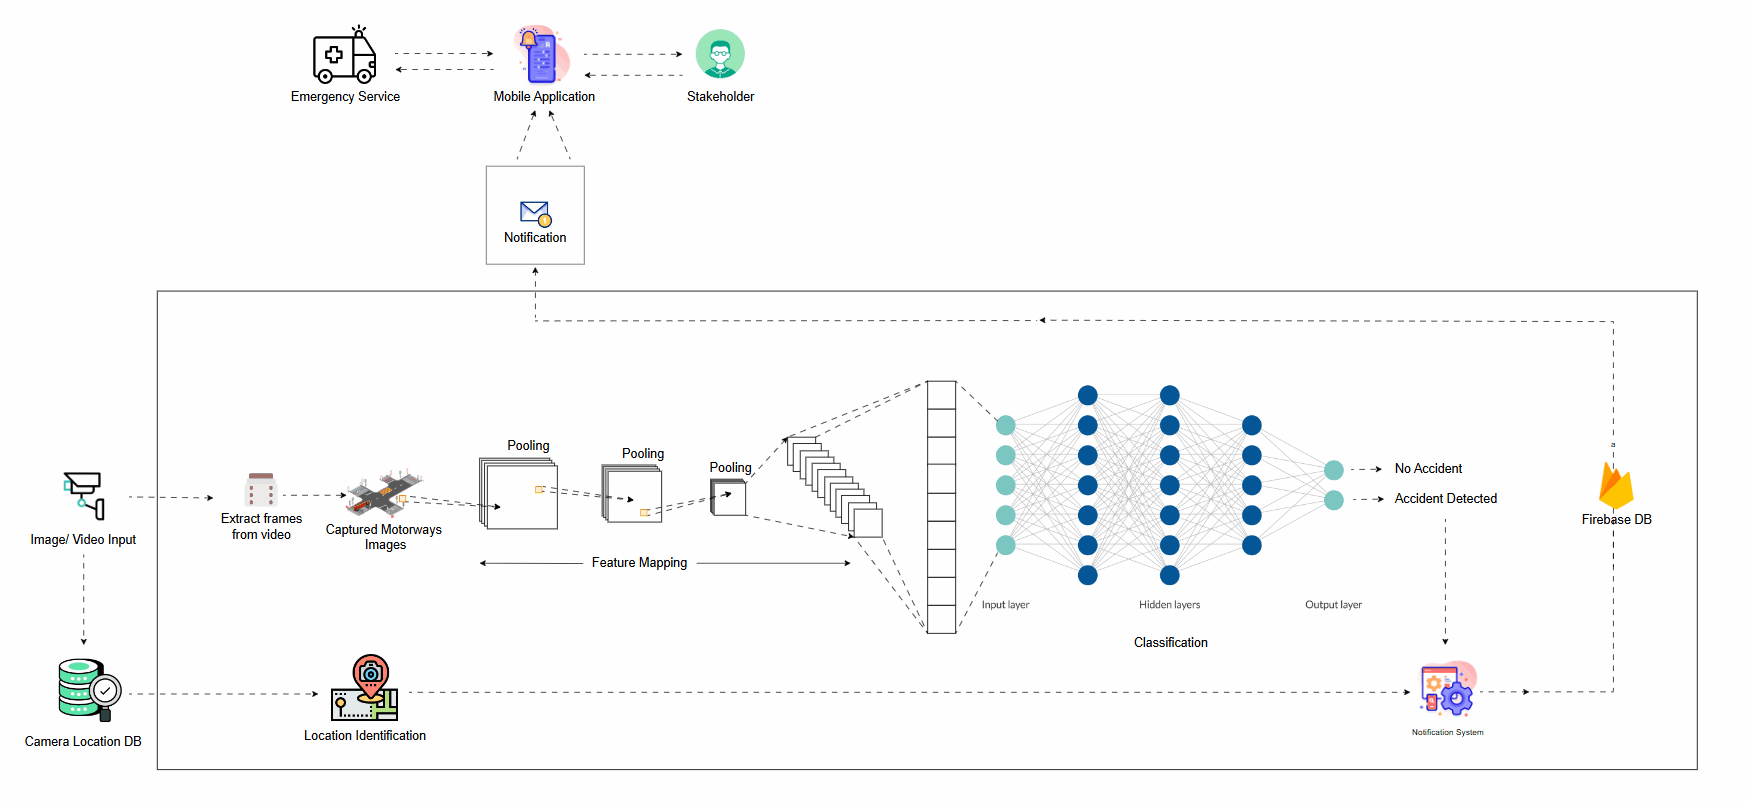 Emergency Service
Mobile Application
Stakeholder
Notification
Pooling
Pooling
Pooling
a
No Accident
Accident Detected
Extract frames
from video
Captured Motorways
Images
Image/ Video Input
Firebase DB
Feature Mapping
Input layer
Hidden layers
Output layer
Classification
Camera Location DB
Location Identification
Notification System